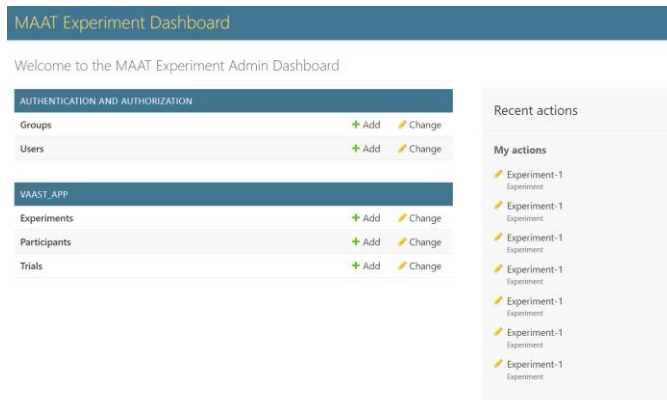 MAAT Experiment Dashboard
Welcome to the MAAT Experiment Admin Dashboard
AUTHENTICATION AND AUTHORIZATION
Groups Add Change
Users Add Change
VAAST_APP
Experiments Add Change
Participants Add Change
Trials Add Change
Recent actions
My actions
Experiment-1
Experiment
Experiment-1
Experiment
Experiment-1
Experiment
Experiment-1
Experiment
Experiment-1
Experiment
Experiment-1
Experiment
Experiment-1
Experiment